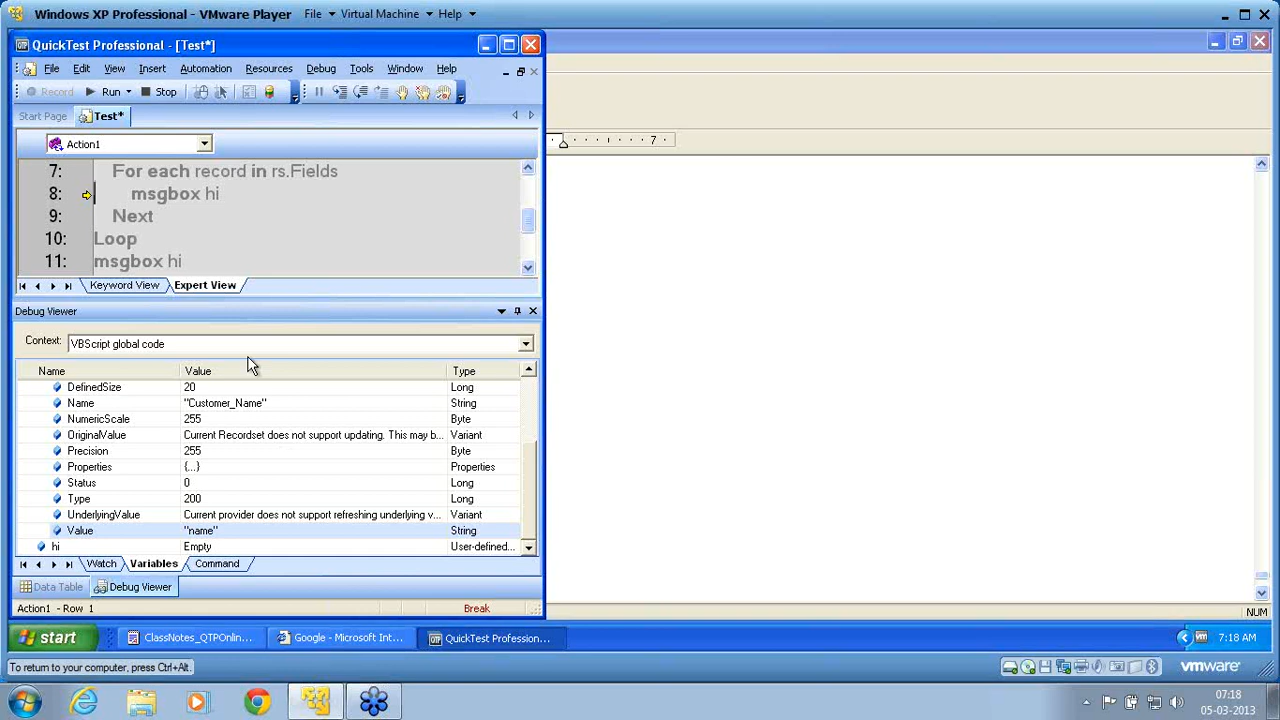 Windows XP Professional - VMware Player
File
Virtual Machine
Help
QuickTest Professional - [Test*]
File Edit View Insert Automation Resources Debug Tools Window Help
Record Run Stop
Start Page Test*
Action1
7: For each record in rs.Fields
8: msgbox hi
9: Next
10: Loop
11: msgbox hi
Keyword View Expert View
Debug Viewer
Context: VBScript global code
Name Value Type
DefinedSize 20 Long
Name "Customer_Name" String
NumericScale 255 Byte
OriginalValue Current Recordset does not support updating. This may b... Variant
Precision 255 Byte
Properties {...} Properties
Status 0 Long
Type 200 Long
UnderlyingValue Current provider does not support refreshing underlying v... Variant
Value "name" String
hi Empty User-defined...
Watch Variables Command
Data Table Debug Viewer
Action1 - Row 1 Break
7
NUM
start ClassNotes_QTPOnlin... Google - Microsoft Int... QuickTest Profession... 7:18 AM
To return to your computer, press Ctrl+Alt. vmware
07:18
05-03-2013